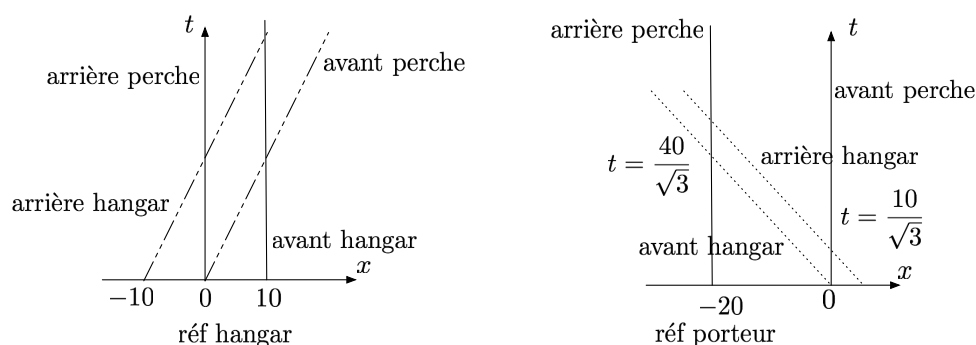 t
arrière perche
avant perche
arrière hangar
avant hangar
x
−10 0 10
réf hangar
arrière perche
t
avant perche
t = 40/√3
arrière hangar
t = 10/√3
avant hangar
x
−20 0
réf porteur